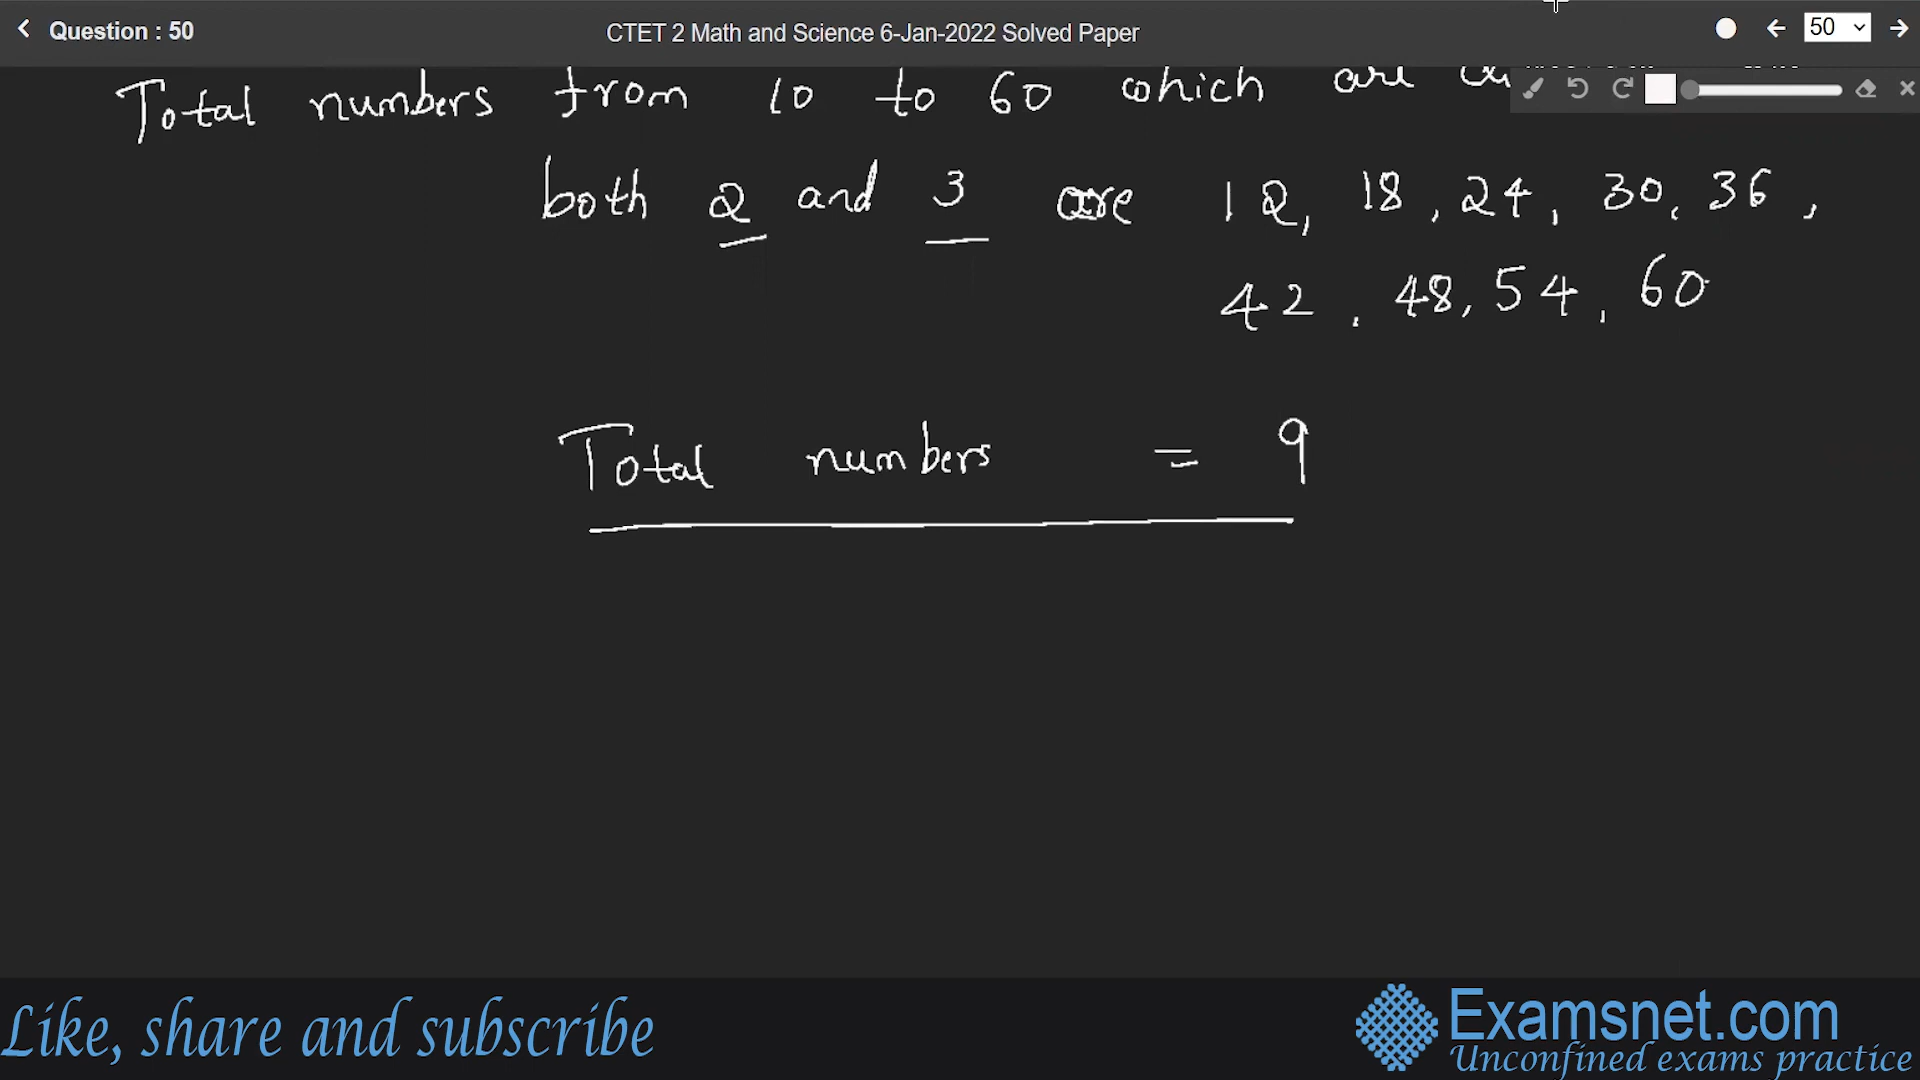 Question : 50
CTET 2 Math and Science 6-Jan-2022 Solved Paper
50
Total numbers from 10 to 60 which are
both 2 and 3 are 12, 18, 24, 30, 36,
42, 48, 54, 60
Total numbers = 9
Like, share and subscribe
Examsnet.com
Unconfined exams practice